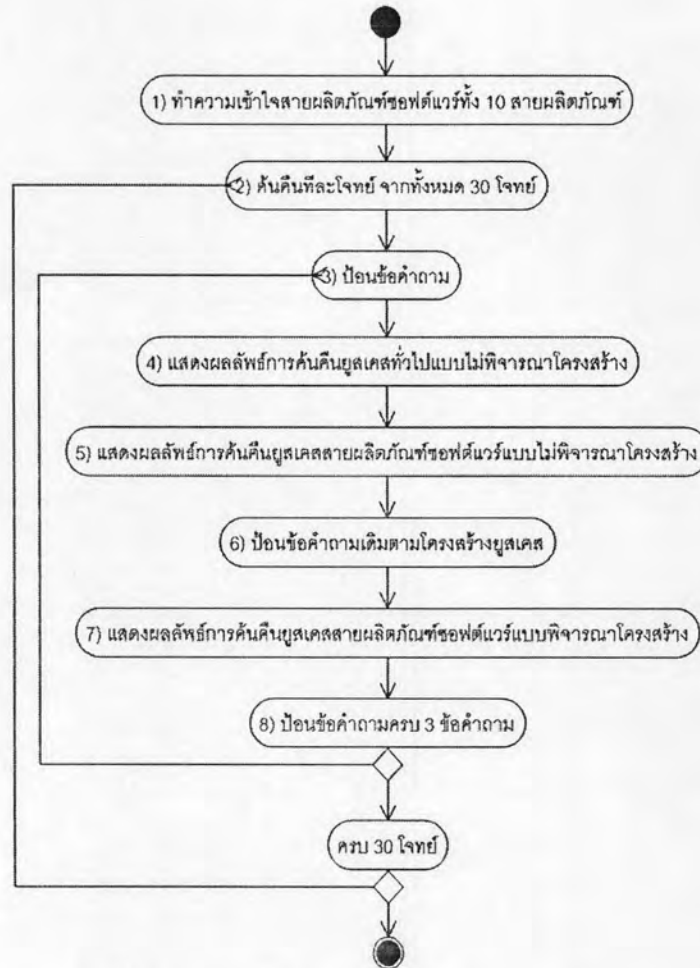 1) ทำความเข้าใจสายผลิตภัณฑ์ซอฟต์แวร์ทั้ง 10 สายผลิตภัณฑ์
2) ค้นคืนทีละโจทย์ จากทั้งหมด 30 โจทย์
3) ป้อนข้อคำถาม
4) แสดงผลลัพธ์การค้นคืนยูสเคสทั่วไปแบบไม่พิจารณาโครงสร้าง
5) แสดงผลลัพธ์การค้นคืนยูสเคสสายผลิตภัณฑ์ซอฟต์แวร์แบบไม่พิจารณาโครงสร้าง
6) ป้อนข้อคำถามเดิมตามโครงสร้างยูสเคส
7) แสดงผลลัพธ์การค้นคืนยูสเคสสายผลิตภัณฑ์ซอฟต์แวร์แบบพิจารณาโครงสร้าง
8) ป้อนข้อคำถามครบ 3 ข้อคำถาม
ครบ 30 โจทย์